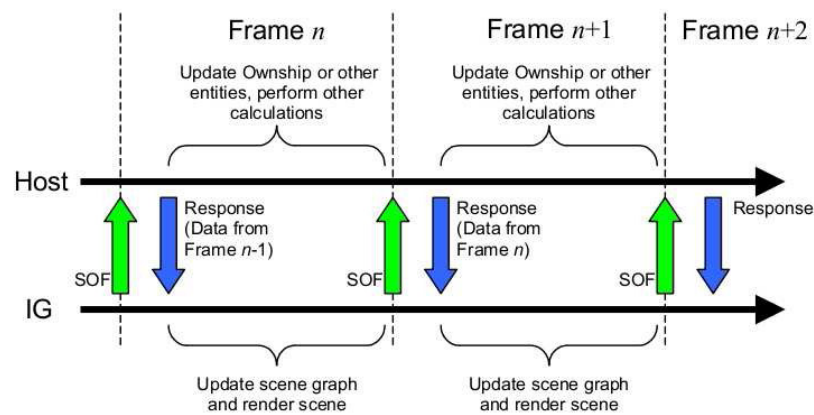 Frame n
Frame n+1
Frame n+2
Update Ownship or other
entities, perform other
calculations
Update Ownship or other
entities, perform other
calculations
Host
Response
(Data from
Frame n-1)
Response
(Data from
Frame n)
Response
SOF
SOF
SOF
IG
Update scene graph
and render scene
Update scene graph
and render scene